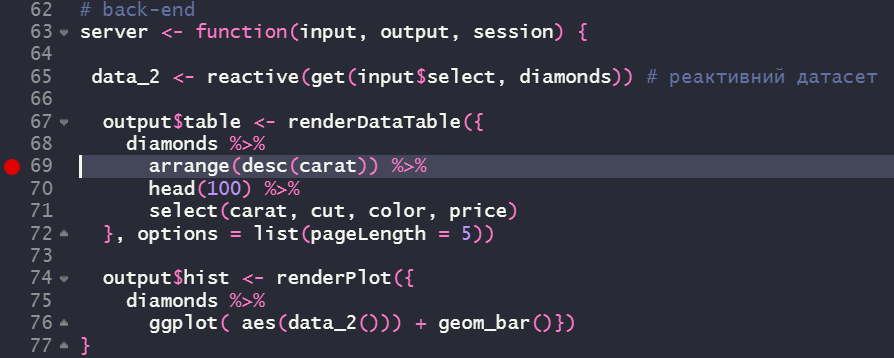 62 # back-end
63 server <- function(input, output, session) {
64
65 data_2 <- reactive(get(input$select, diamonds)) # реактивний датасет
66
67 output$table <- renderDataTable({
68 diamonds %>%
69 arrange(desc(carat)) %>%
70 head(100) %>%
71 select(carat, cut, color, price)
72 }, options = list(pageLength = 5))
73
74 output$hist <- renderPlot({
75 diamonds %>%
76 ggplot( aes(data_2())) + geom_bar()})
77 }